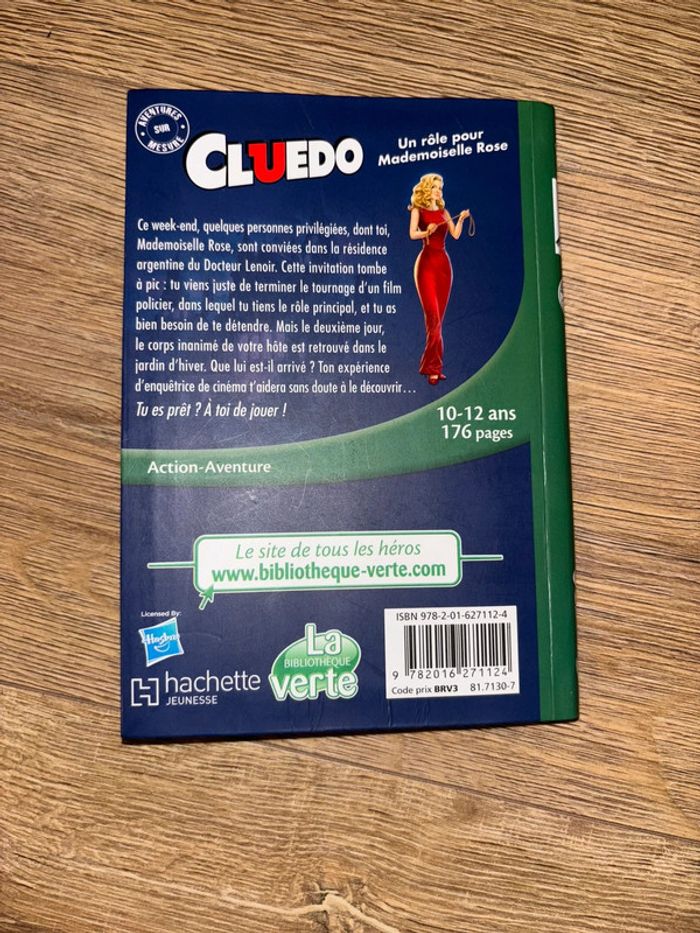 AVENTURES
SUR
MESURE
CLUEDO
Un rôle pour
Mademoiselle Rose
Ce week-end, quelques personnes privilégiées, dont toi,
Mademoiselle Rose, sont conviées dans la résidence
argentine du Docteur Lenoir. Cette invitation tombe
à pic : tu viens juste de terminer le tournage d'un film
policier, dans lequel tu tiens le rôle principal, et tu as
bien besoin de te détendre. Mais le deuxième jour,
le corps inanimé de votre hôte est retrouvé dans le
jardin d'hiver. Que lui est-il arrivé ? Ton expérience
d'enquêtrice de cinéma t'aidera sans doute à le découvrir…
Tu es prêt ? À toi de jouer !
10-12 ans
176 pages
Action-Aventure
Le site de tous les héros
www.bibliotheque-verte.com
Licensed By:
Hasbro
hachette
JEUNESSE
La
BIBLIOTHEQUE
verte
ISBN 978-2-01-627112-4
9 782016 271124
Code prix BRV3 81.7130-7